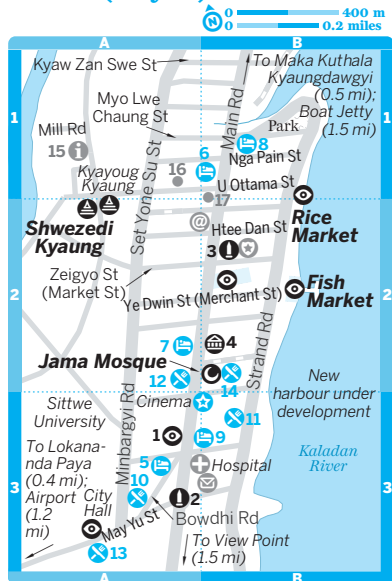 N
0 400 m
0 0.2 miles
A B
Kyaw Zan Swe St
To Maka Kuthala
Kyaungdawgyi
(0.5 mi);
Boat Jetty
(1.5 mi)
Myo Lwe
Chaung St
Main Rd
1 1
Mill Rd
15
Park
8
6
Nga Pain St
Kyayoug
Kyaung
16
U Ottama St
17
Set Yone Su St
Shwezedi
Kyaung
Rice
Market
@
Htee Dan St
3
Zeigyo St
(Market St)
2 2
Ye Dwin St (Merchant St)
Fish
Market
Strand Rd
7
4
Jama Mosque
12
14
New
harbour under
development
Cinema
Sittwe
University
Minbargyi Rd
11
1
9
Kaladan
River
To Lokana-
nda Paya
(0.4 mi);
Airport
(1.2
mi)
5
Hospital
3 3
10
City
Hall
2
May Yu St
Bowdhi Rd
13
To View Point
(1.5 mi)
A B